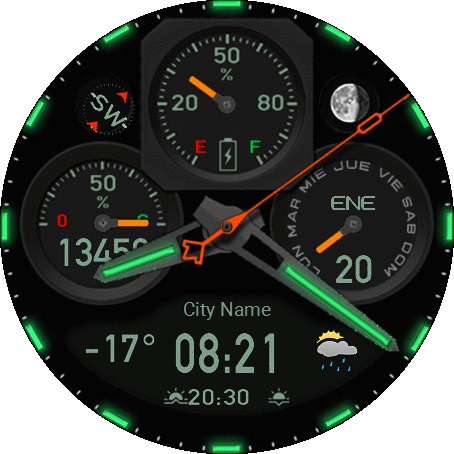 50
%
20 80
E F
SW
50
%
0
LUN MAR MIE JUE VIE SAB DOM
ENE
20
City Name
-17° 08:21
20:30